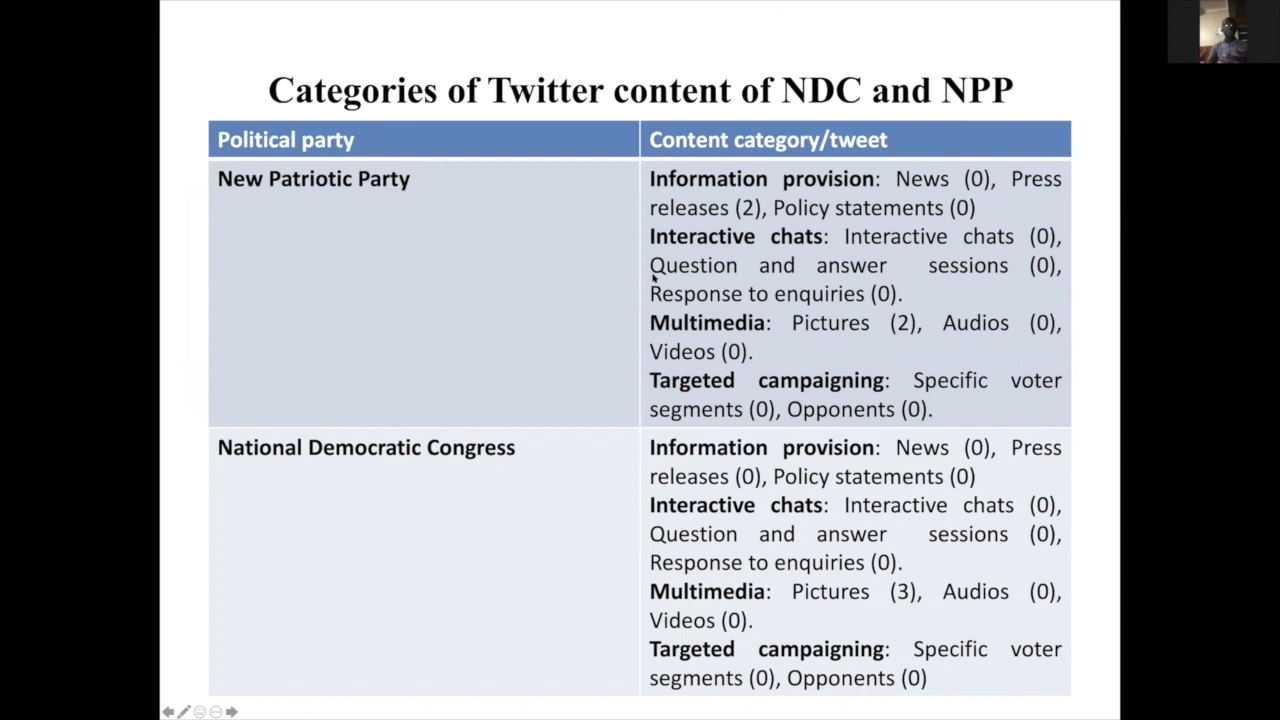 Categories of Twitter content of NDC and NPP
Political party
Content category/tweet
New Patriotic Party
Information provision: News (0), Press
releases (2), Policy statements (0)
Interactive chats: Interactive chats (0),
Question and answer sessions (0),
Response to enquiries (0).
Multimedia: Pictures (2), Audios (0),
Videos (0).
Targeted campaigning: Specific voter
segments (0), Opponents (0).
National Democratic Congress
Information provision: News (0), Press
releases (0), Policy statements (0)
Interactive chats: Interactive chats (0),
Question and answer sessions (0),
Response to enquiries (0).
Multimedia: Pictures (3), Audios (0),
Videos (0).
Targeted campaigning: Specific voter
segments (0), Opponents (0)